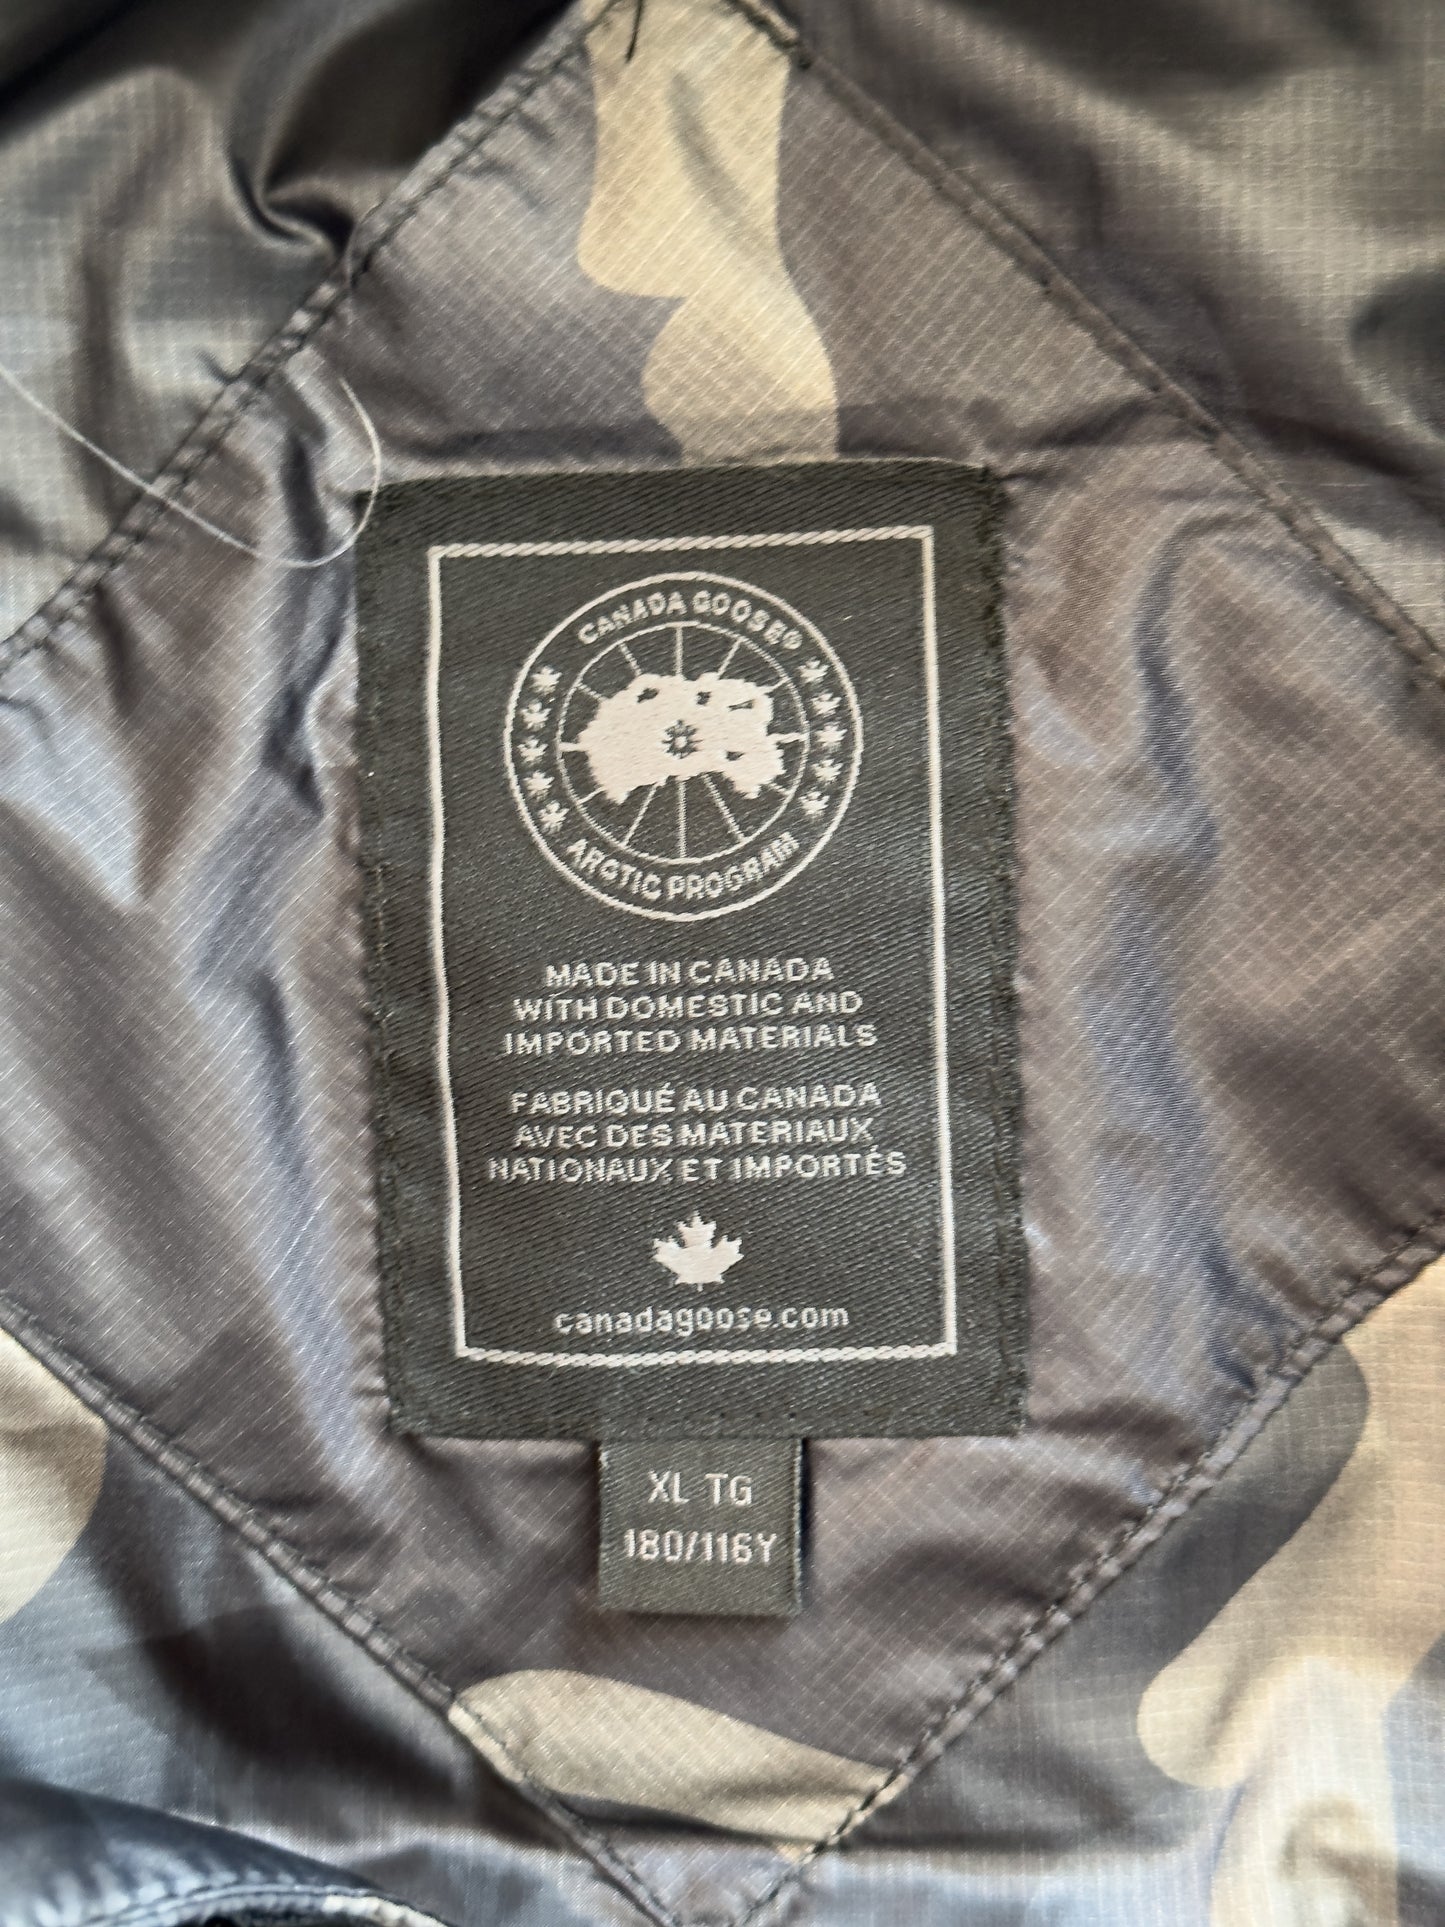 CANADA GOOSE®
ARCTIC PROGRAM
MADE IN CANADA
WITH DOMESTIC AND
IMPORTED MATERIALS
FABRIQUÉ AU CANADA
AVEC DES MATERIAUX
NATIONAUX ET IMPORTÉS
canadagoose.com
XL TG
180/116Y